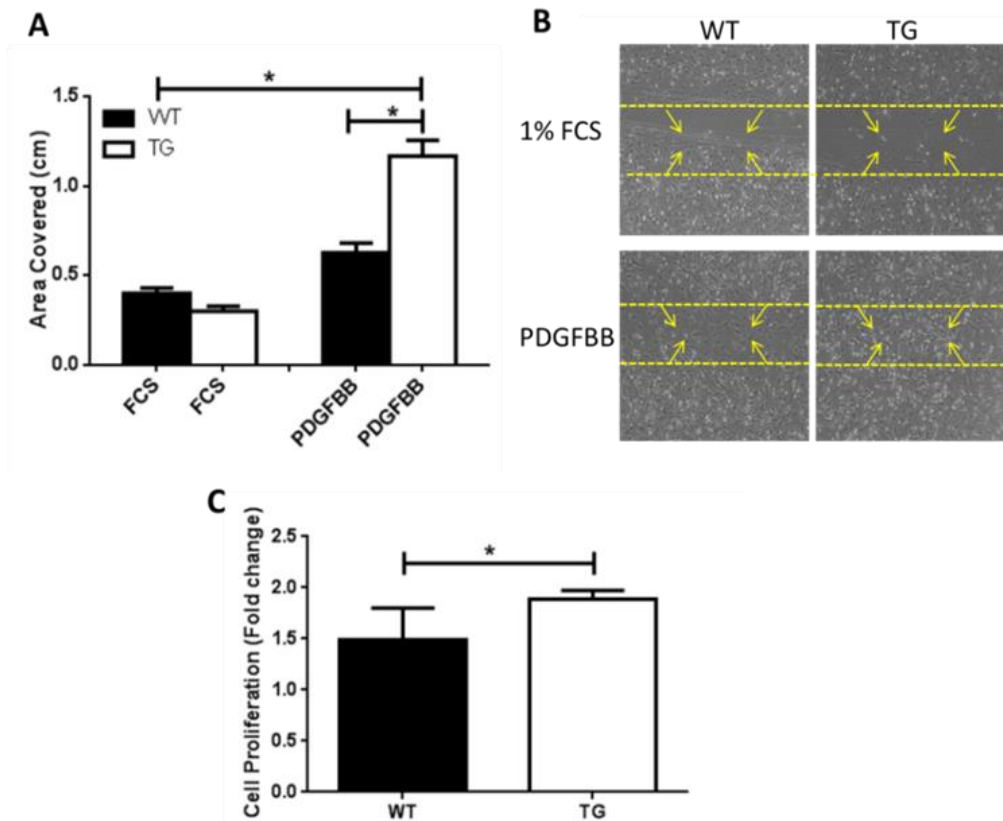 A
*
*
1.5
1.0
0.5
0.0
Area Covered (cm)
WT
TG
FCS
FCS
PDGFBB
PDGFBB
B
WT
TG
1% FCS
PDGFBB
C
*
2.5
2.0
1.5
1.0
0.5
0.0
Cell Proliferation (Fold change)
WT
TG